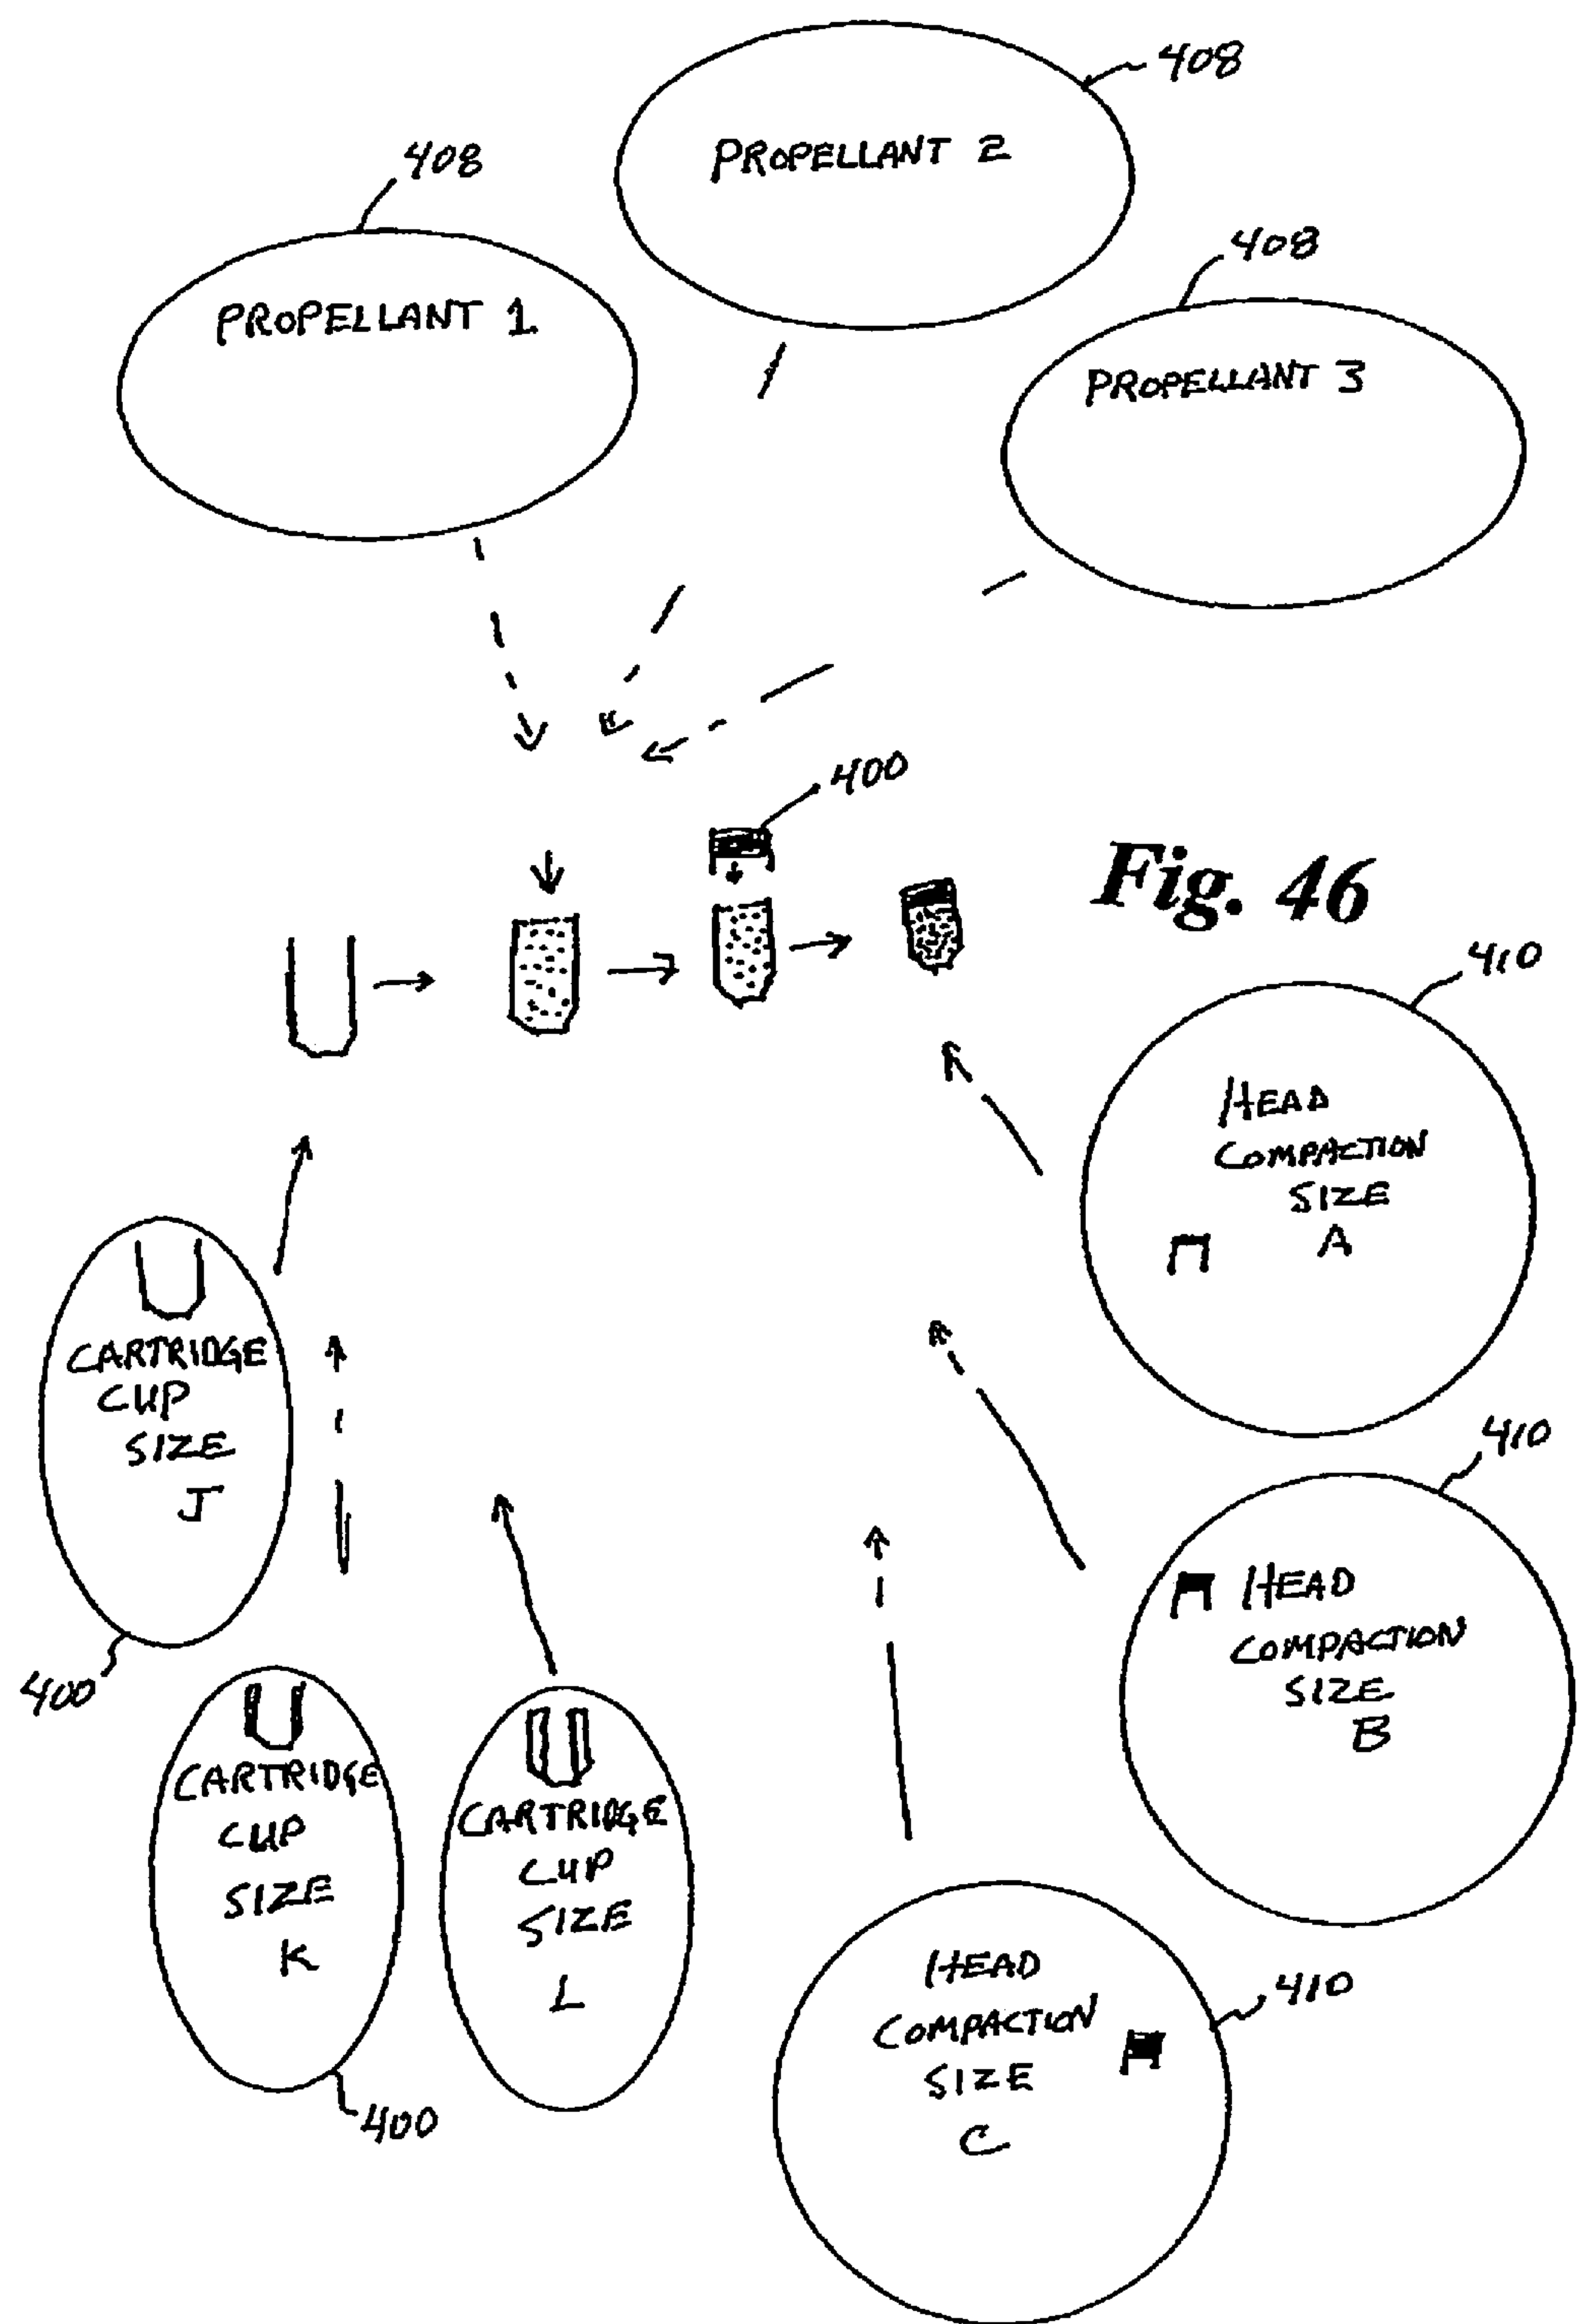 408
PROPELLANT 2
408
PROPELLANT 1
408
PROPELLANT 3
400
Fig. 46
410
HEAD
COMPACTION
SIZE
A
CARTRIDGE
CUP
SIZE
J
400
410
HEAD
COMPACTION
SIZE
B
CARTRIDGE
CUP
SIZE
K
400
CARTRIDGE
CUP
SIZE
L
410
HEAD
COMPACTION
SIZE
C